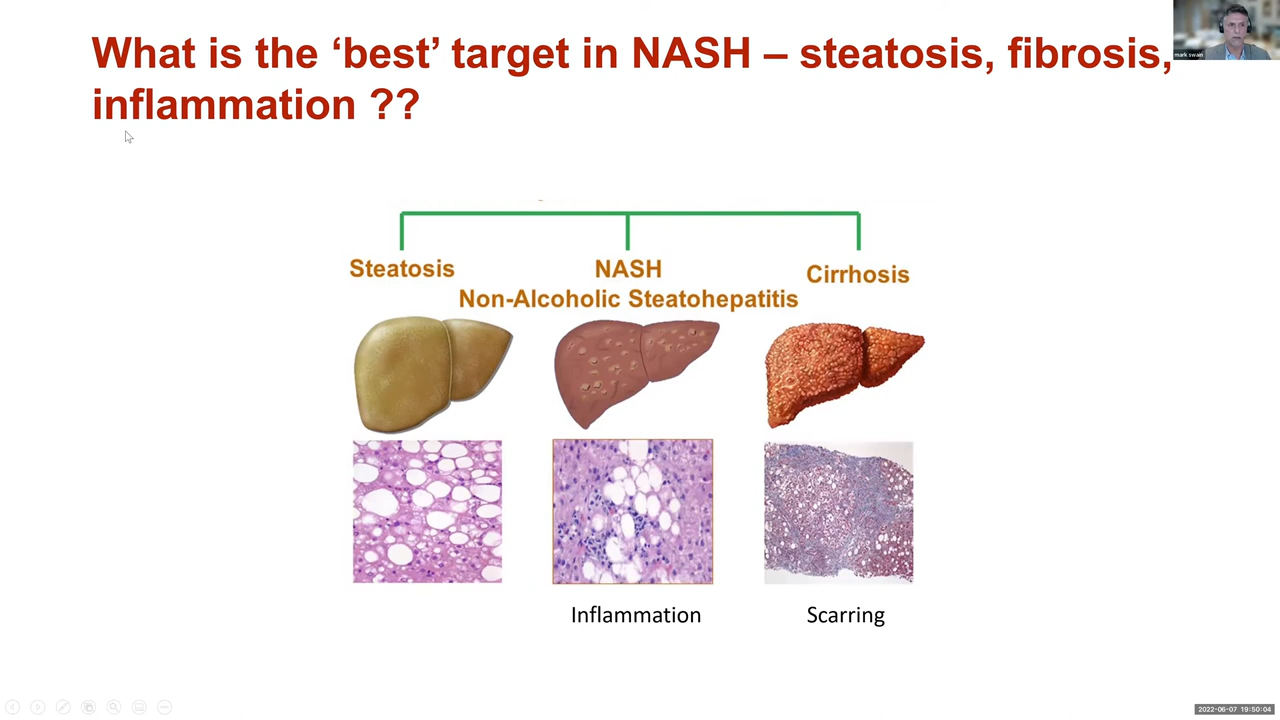 What is the ‘best’ target in NASH – steatosis, fibrosis,
inflammation ??
mark swain
Steatosis
NASH
Non-Alcoholic Steatohepatitis
Cirrhosis
Inflammation
Scarring
2022-06-07 19:50:04